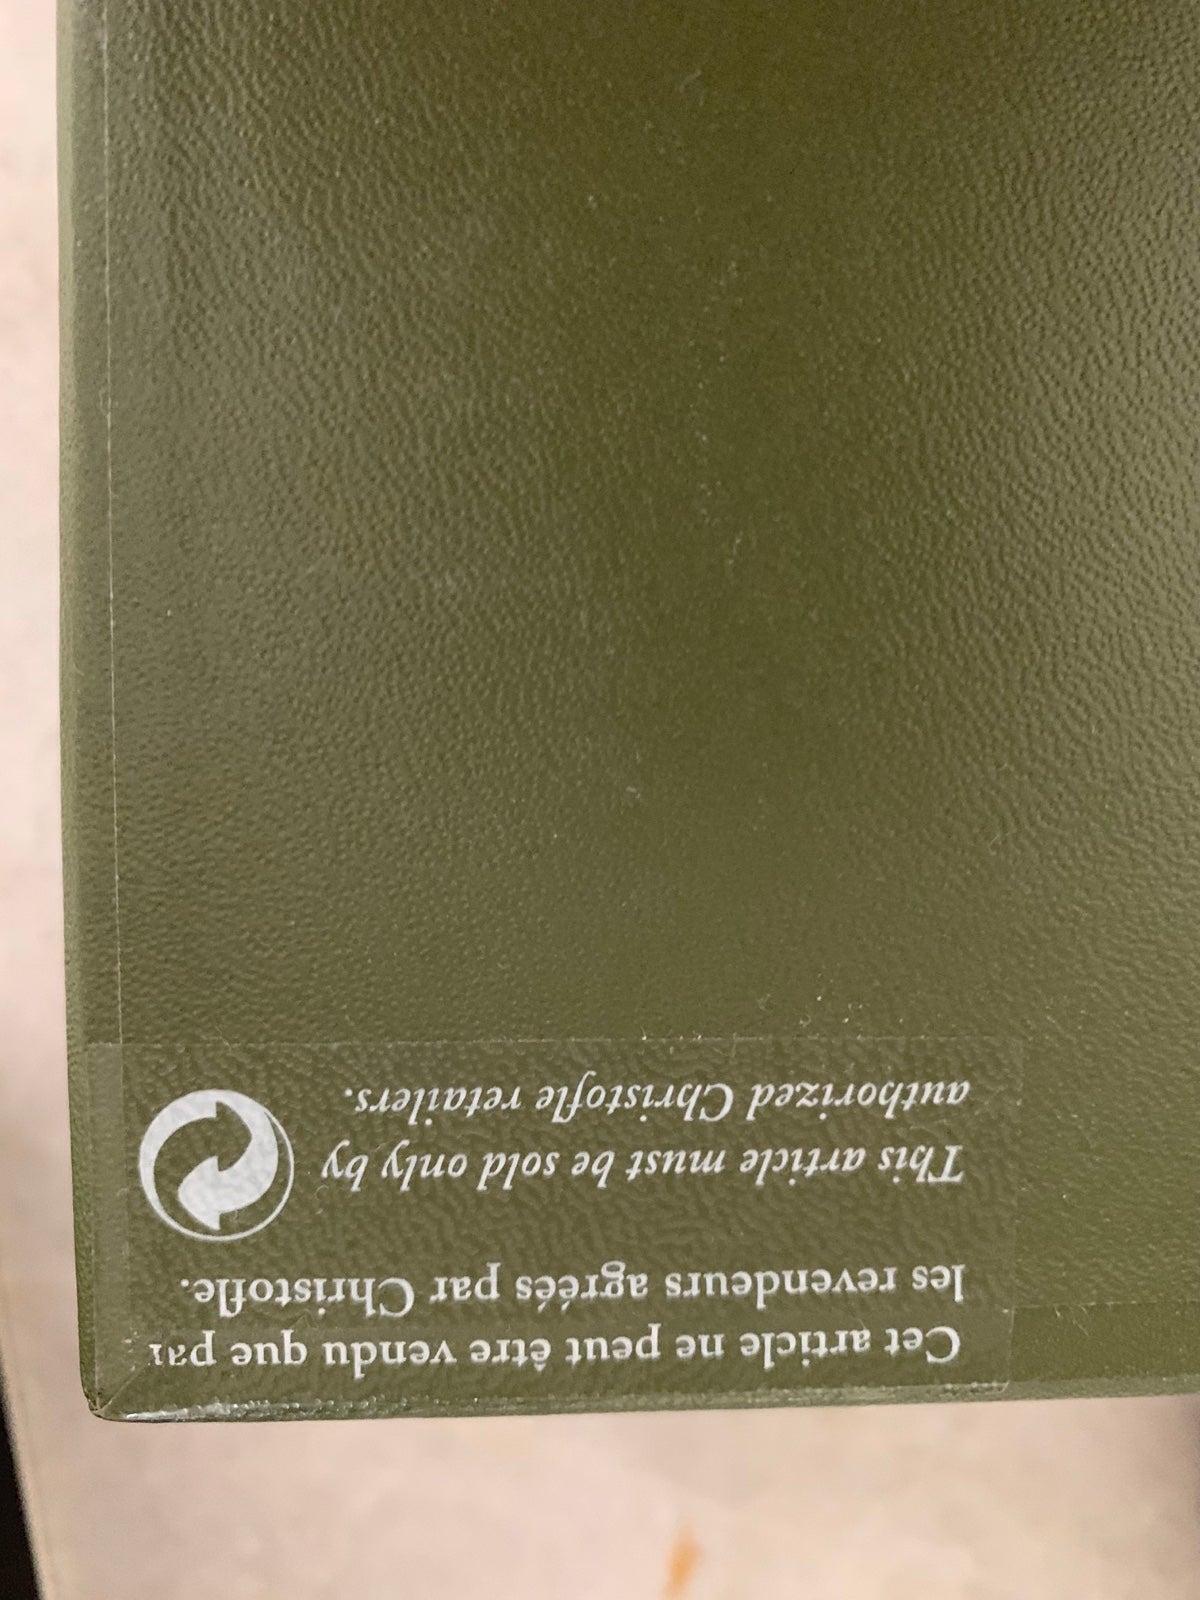 Cet article ne peut être vendu que par
les revendeurs agréés par Christofle.
This article must be sold only by
authorized Christofle retailers.